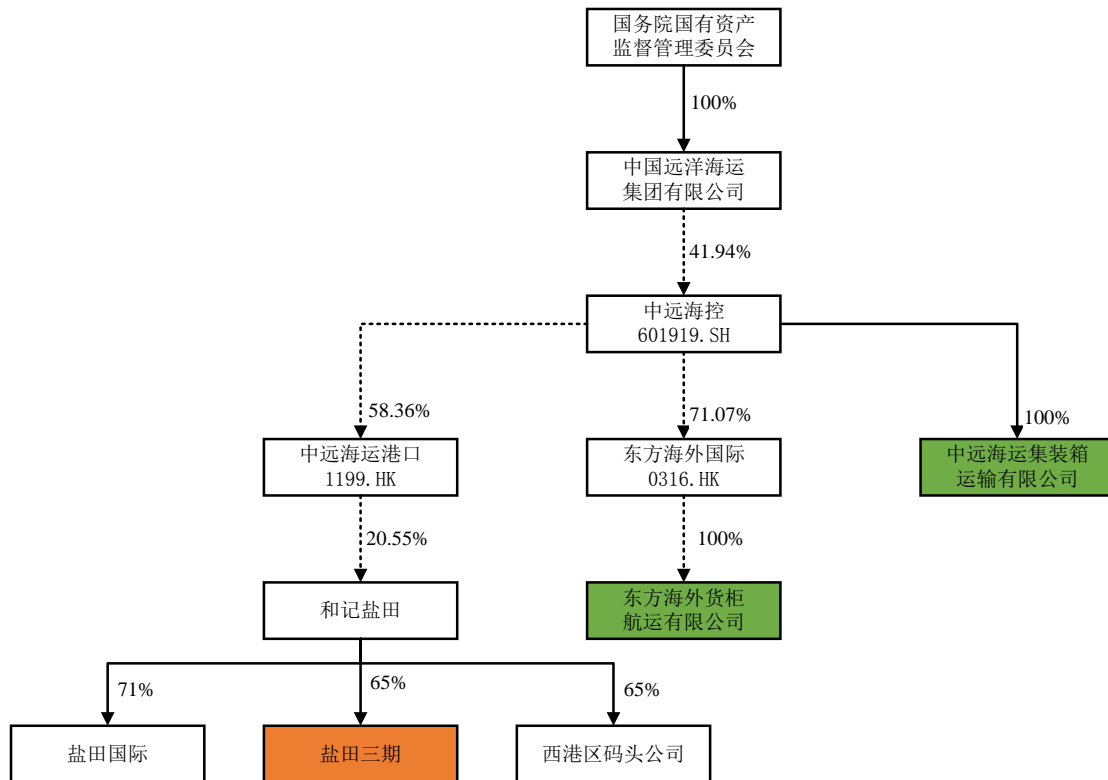 国务院国有资产
监督管理委员会
100%
中国远洋海运
集团有限公司
41.94%
中远海控
601919.SH
58.36%
71.07%
100%
中远海运港口
1199.HK
东方海外国际
0316.HK
中远海运集装箱
运输有限公司
20.55%
100%
和记盐田
东方海外货柜
航运有限公司
71%
65%
65%
盐田国际
盐田三期
西港区码头公司